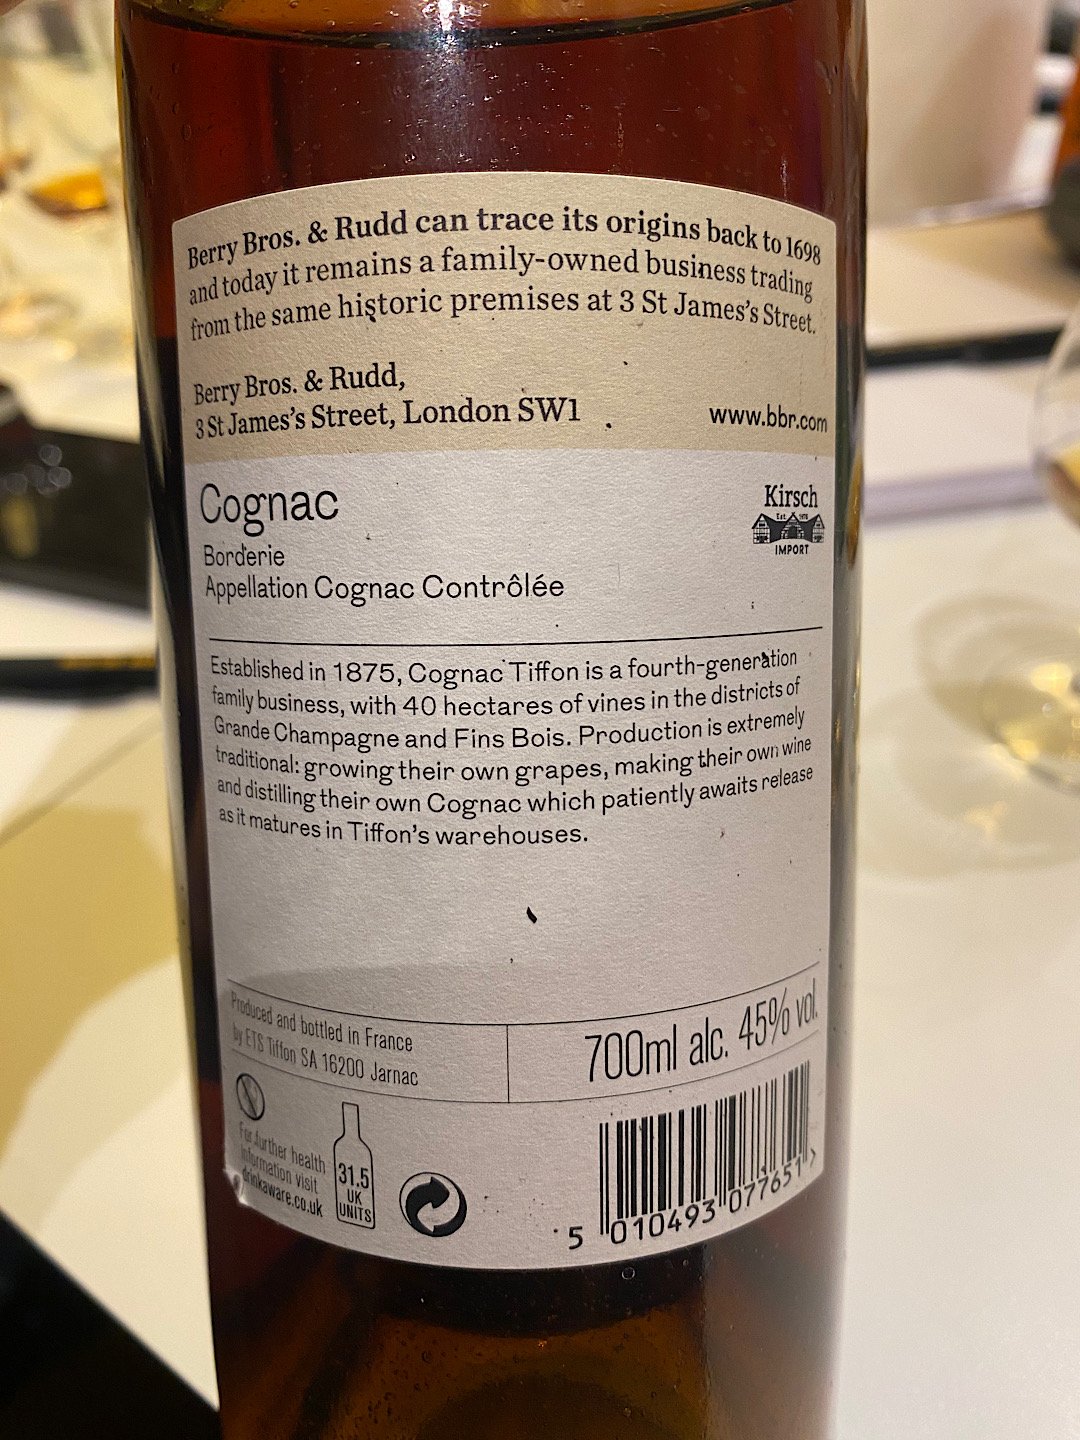 Berry Bros. & Rudd can trace its origins back to 1698
and today it remains a family-owned business trading
from the same historic premises at 3 St James's Street.
Berry Bros. & Rudd,
3 St James's Street, London SW1
www.bbr.com
Cognac
Borderie
Appellation Cognac Contrôlée
Kirsch
IMPORT
Established in 1875, Cognac Tiffon is a fourth-generation
family business, with 40 hectares of vines in the districts of
Grande Champagne and Fins Bois. Production is extremely
traditional: growing their own grapes, making their own wine
and distilling their own Cognac which patiently awaits release
as it matures in Tiffon's warehouses.
Produced and bottled in France
by ETS Tiffon SA 16200 Jarnac
700ml alc. 45% vol.
For further health
information visit
drinkaware.co.uk
31.5
UK
UNITS
5 010493 077651 >